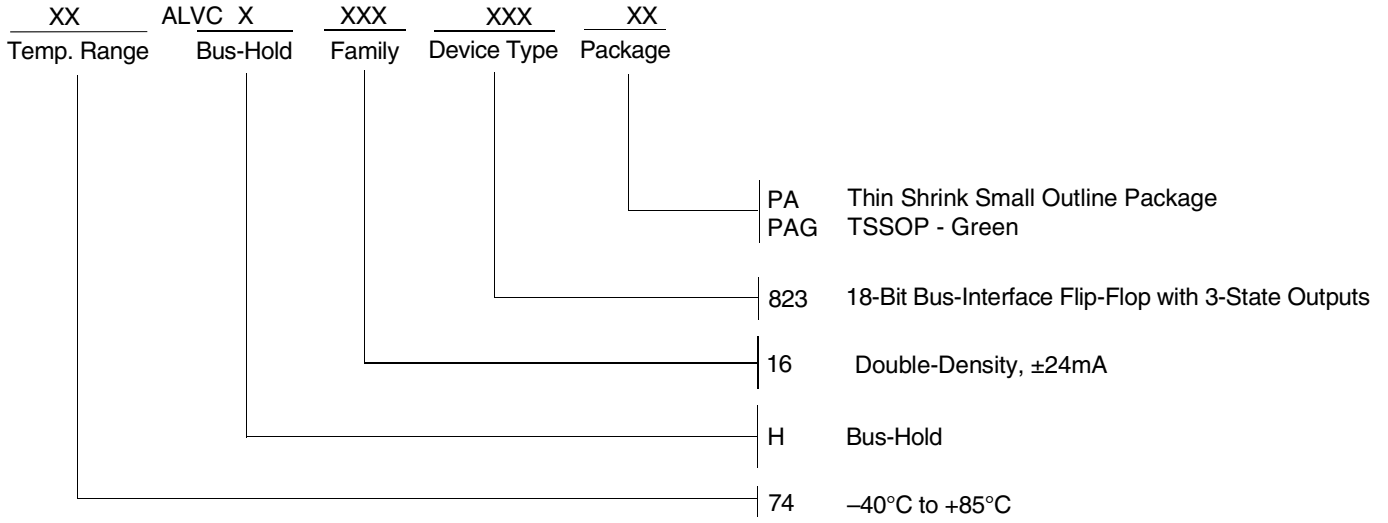 XX ALVC X XXX XXX XX
Temp. Range Bus-Hold Family Device Type Package
PA Thin Shrink Small Outline Package
PAG TSSOP - Green
823 18-Bit Bus-Interface Flip-Flop with 3-State Outputs
16 Double-Density, ±24mA
H Bus-Hold
74 –40°C to +85°C